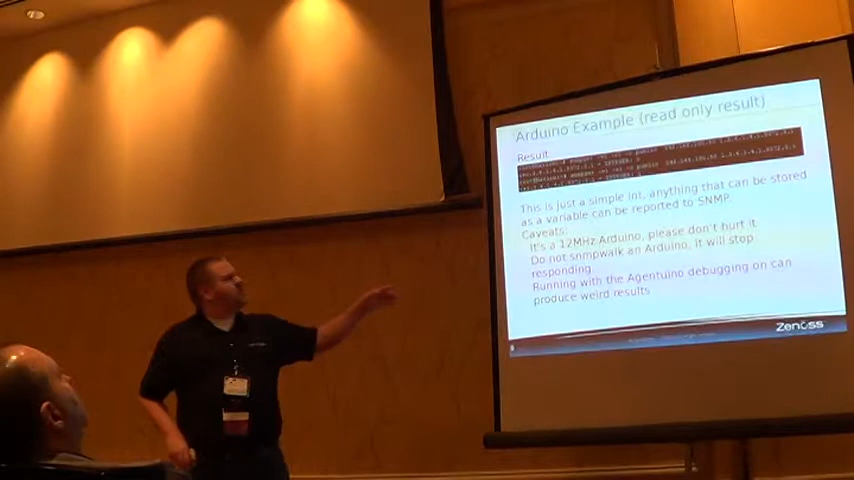 Arduino Example (read only result)
Result
This is just a simple int, anything that can be stored
as a variable can be reported to SNMP.
Caveats:
It's a 12MHz Arduino, please don't hurt it
Do not snmpwalk an Arduino, it will stop
responding.
Running with the Agentuino debugging on can
produce weird results
Zenoss